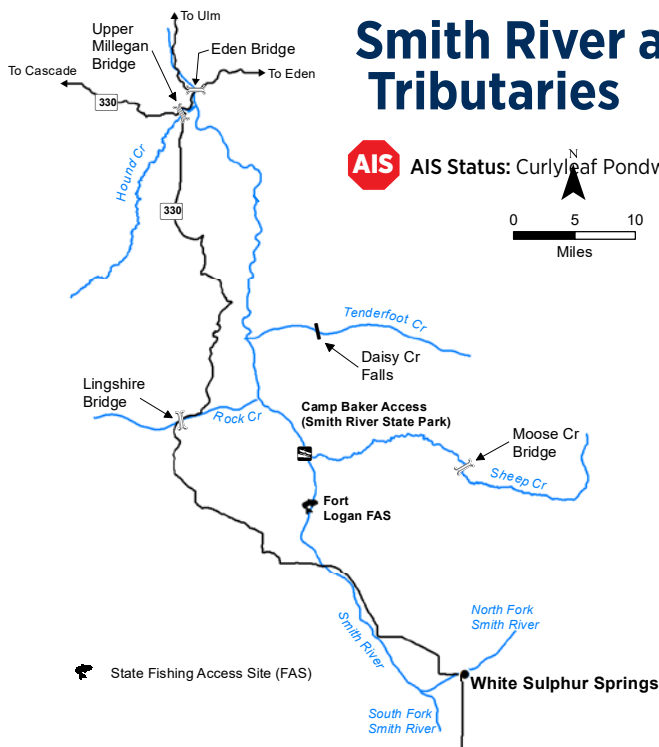 Smith River a
Tributaries
AIS
AIS Status: Curlyleaf Pondw
N
0 5 10
Miles
To Ulm
Upper
Millegan
Bridge
Eden Bridge
To Cascade
To Eden
330
Hound Cr
330
Tenderfoot Cr
Daisy Cr
Falls
Lingshire
Bridge
Rock Cr
Camp Baker Access
(Smith River State Park)
Moose Cr
Bridge
Sheep Cr
Fort
Logan FAS
Smith River
North Fork
Smith River
State Fishing Access Site (FAS)
White Sulphur Springs
South Fork
Smith River